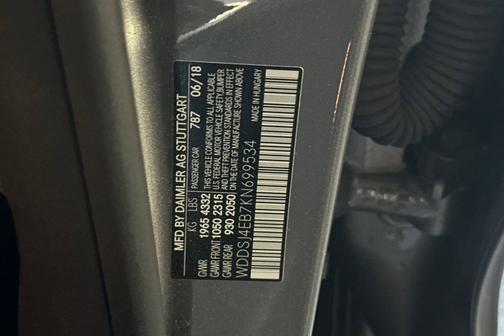 MFD BY DAIMLER AG STUTTGART
PASSENGER CAR 787 06/18
KG LBS
GVWR 1965 4332
GAWR FRONT 1050 2315
GAWR REAR 930 2050
THIS VEHICLE CONFORMS TO ALL APPLICABLE
U.S. FEDERAL MOTOR VEHICLE SAFETY, BUMPER
AND THEFT PREVENTION STANDARDS IN EFFECT
ON THE DATE OF MANUFACTURE SHOWN ABOVE
WDDSJ4EB7KN699534
MADE IN HUNGARY